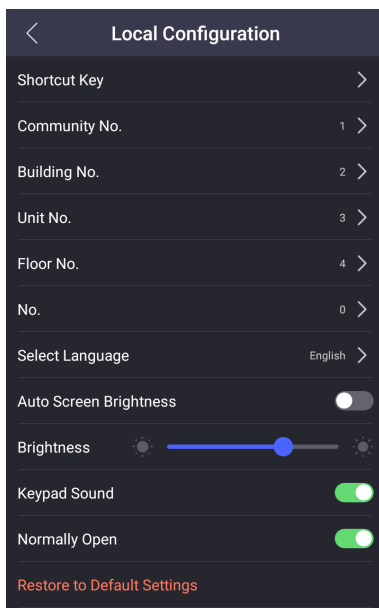 Local Configuration
Shortcut Key
Community No. 1
Building No. 2
Unit No. 3
Floor No. 4
No. 0
Select Language English
Auto Screen Brightness
Brightness
Keypad Sound
Normally Open
Restore to Default Settings